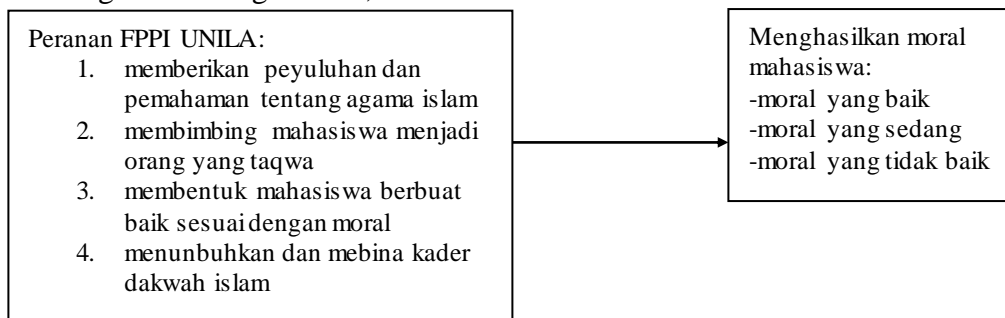 Peranan FPPI UNILA:
1. memberikan peyuluhan dan
pemahaman tentang agama islam
2. membimbing mahasiswa menjadi
orang yang taqwa
3. membentuk mahasiswa berbuat
baik sesuai dengan moral
4. menunbuhkan dan mebina kader
dakwah islam
Menghasilkan moral
mahasiswa:
-moral yang baik
-moral yang sedang
-moral yang tidak baik